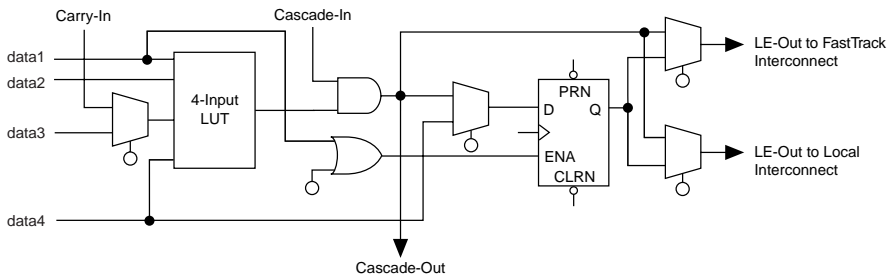 Carry-In
Cascade-In
data1
data2
4-Input
LUT
data3
data4
PRN
D
Q
ENA
CLRN
LE-Out to FastTrack
Interconnect
LE-Out to Local
Interconnect
Cascade-Out